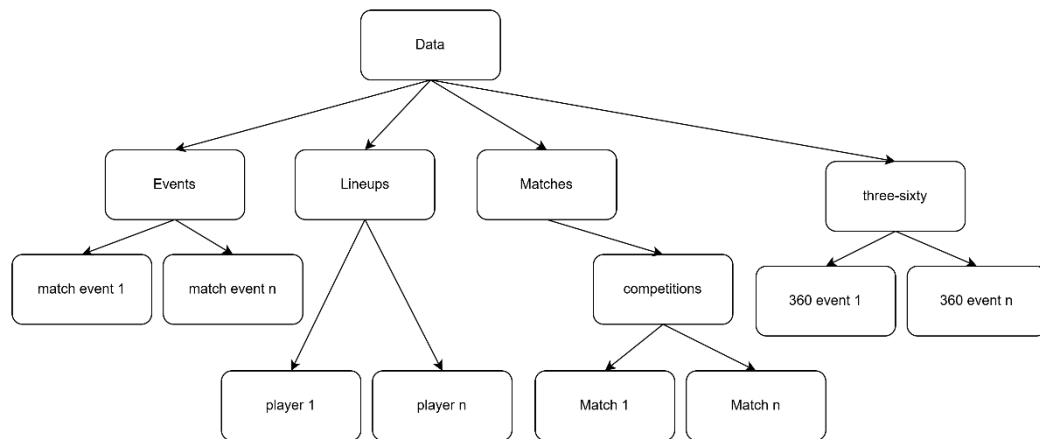 Data
Events
Lineups
Matches
three-sixty
match event 1
match event n
competitions
360 event 1
360 event n
player 1
player n
Match 1
Match n